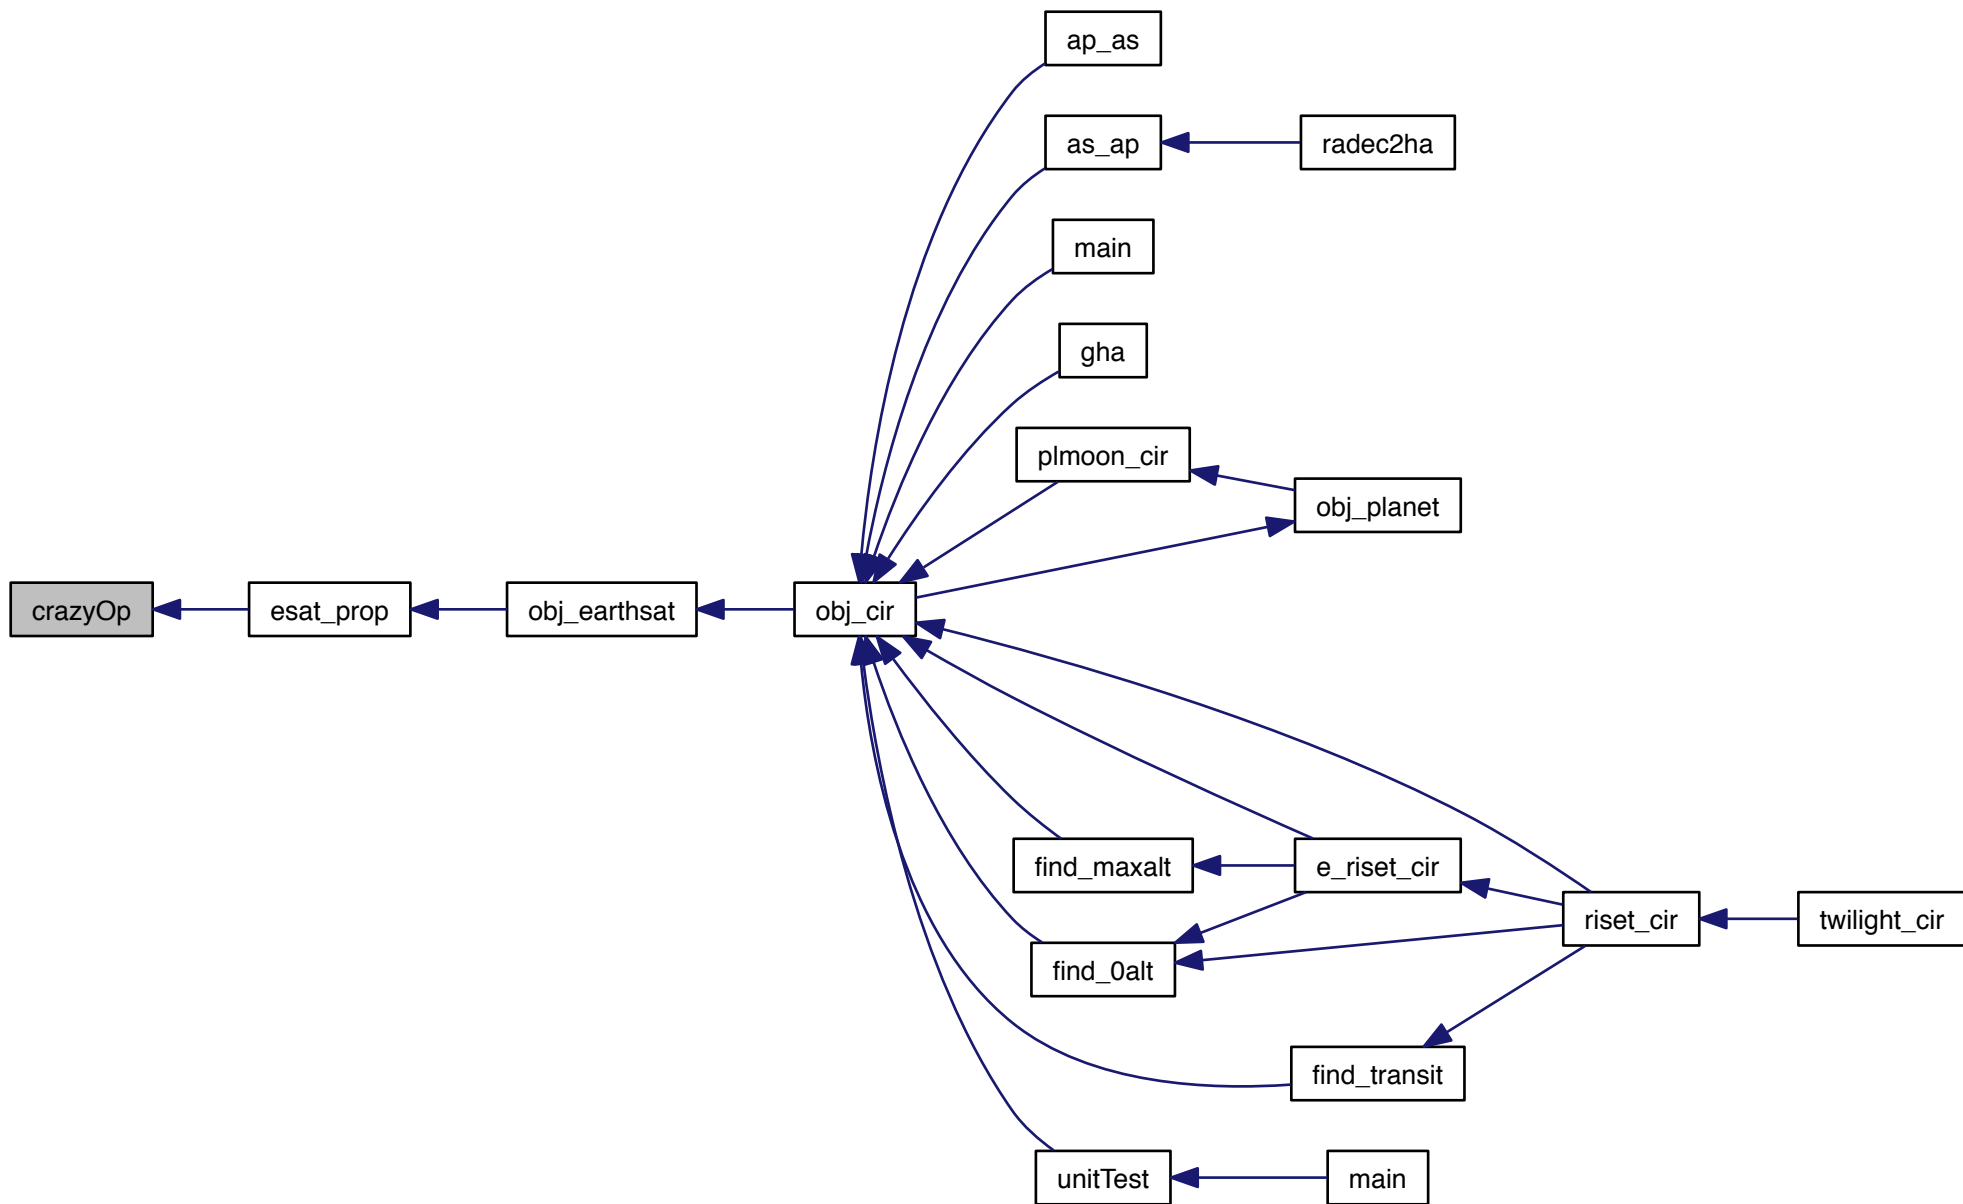 ap_as
as_ap
radec2ha
main
gha
plmoon_cir
obj_planet
crazyOp
esat_prop
obj_earthsat
obj_cir
find_maxalt
e_riset_cir
riset_cir
twilight_cir
find_0alt
find_transit
unitTest
main